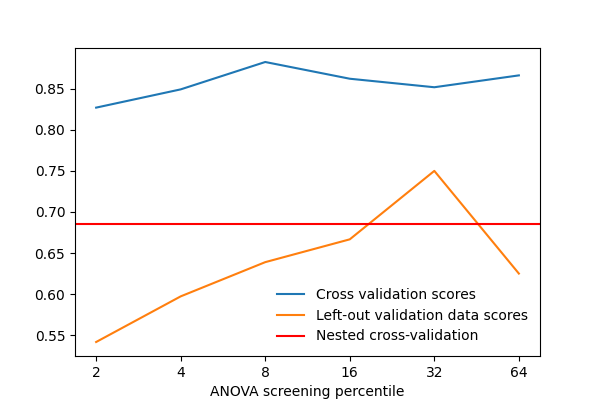 0.85
0.80
0.75
0.70
0.65
0.60
0.55
Cross validation scores
Left-out validation data scores
Nested cross-validation
2 4 8 16 32 64
ANOVA screening percentile